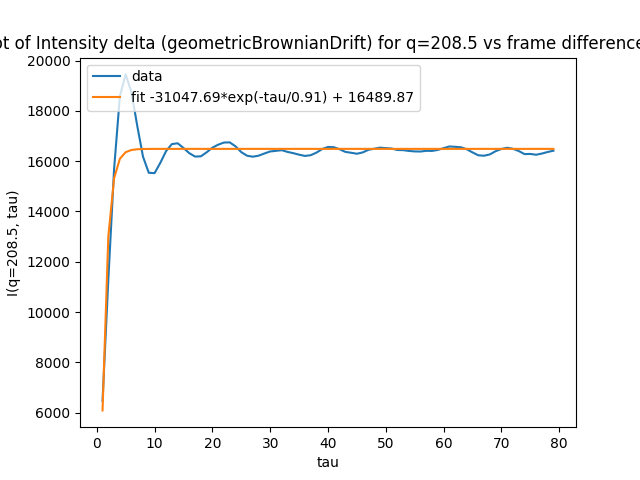 ot of Intensity delta (geometricBrownianDrift) for q=208.5 vs frame difference
data
fit -31047.69*exp(-tau/0.91) + 16489.87
I(q=208.5, tau)
20000
18000
16000
14000
12000
10000
8000
6000
0 10 20 30 40 50 60 70 80
tau